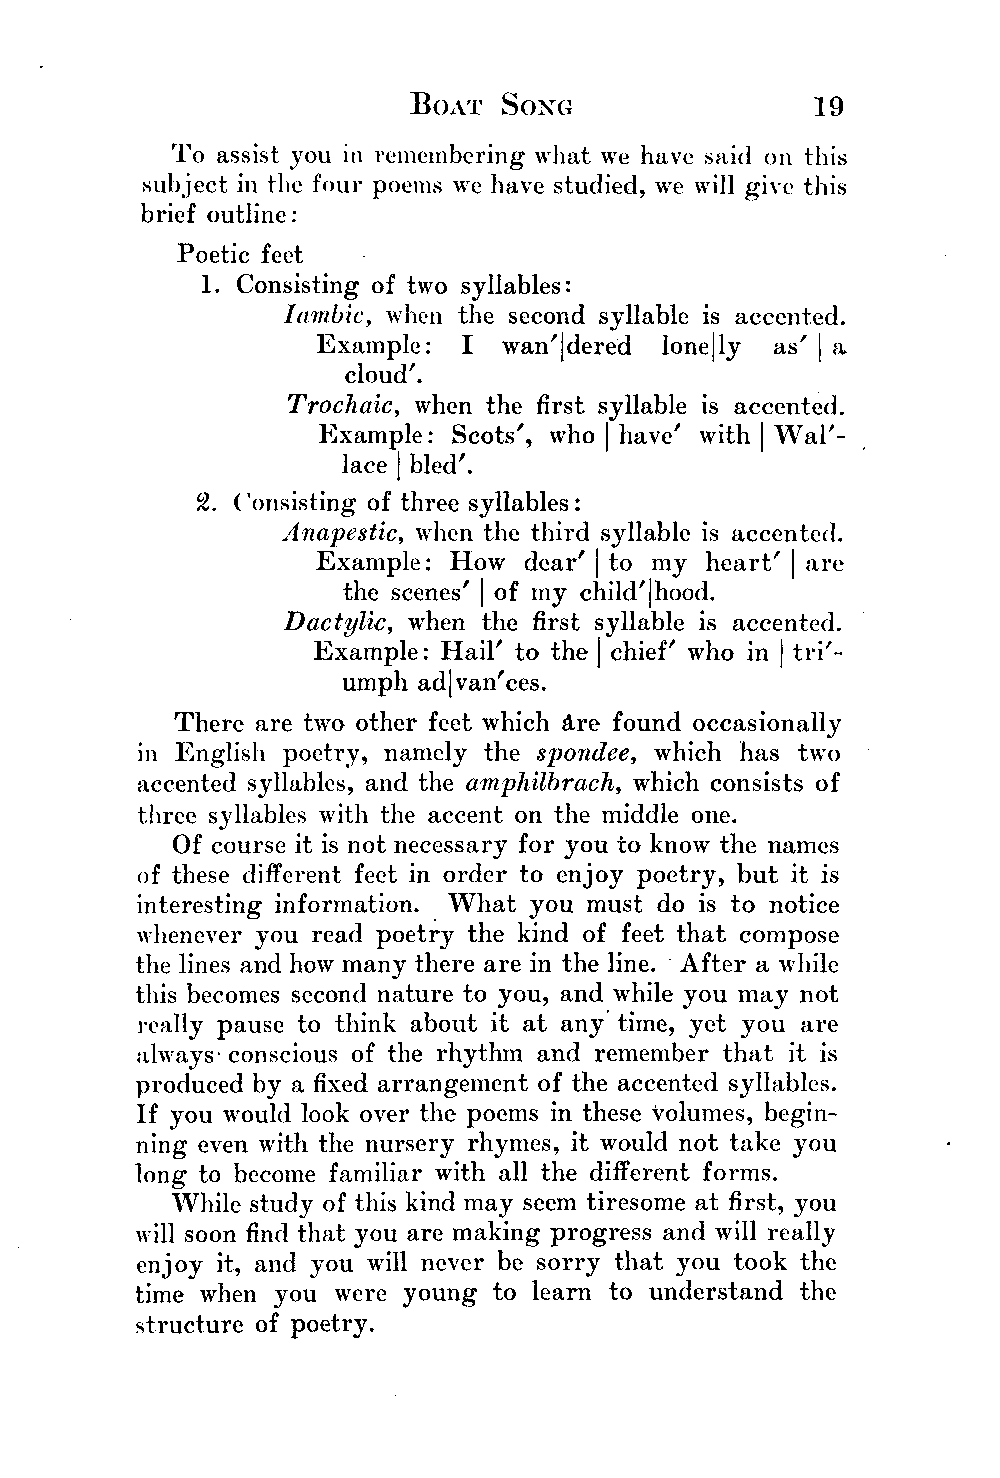 BOAT SONG 19
To assist you in remembering what we have said on this
subject in the four poems we have studied, we will give this
brief outline:
Poetic feet
1. Consisting of two syllables:
Iambic, when the second syllable is accented.
Example: I wan′|dered lone|ly as′ | a
cloud′.
Trochaic, when the first syllable is accented.
Example: Scots′, who | have′ with | Wal′-
lace | bled′.
2. Consisting of three syllables:
Anapestic, when the third syllable is accented.
Example: How dear′ | to my heart′ | are
the scenes′ | of my child′|hood.
Dactylic, when the first syllable is accented.
Example: Hail′ to the | chief′ who in | tri′-
umph ad|van′ces.
There are two other feet which are found occasionally
in English poetry, namely the spondee, which has two
accented syllables, and the amphilbrach, which consists of
three syllables with the accent on the middle one.
Of course it is not necessary for you to know the names
of these different feet in order to enjoy poetry, but it is
interesting information. What you must do is to notice
whenever you read poetry the kind of feet that compose
the lines and how many there are in the line. After a while
this becomes second nature to you, and while you may not
really pause to think about it at any time, yet you are
always conscious of the rhythm and remember that it is
produced by a fixed arrangement of the accented syllables.
If you would look over the poems in these volumes, begin-
ning even with the nursery rhymes, it would not take you
long to become familiar with all the different forms.
While study of this kind may seem tiresome at first, you
will soon find that you are making progress and will really
enjoy it, and you will never be sorry that you took the
time when you were young to learn to understand the
structure of poetry.